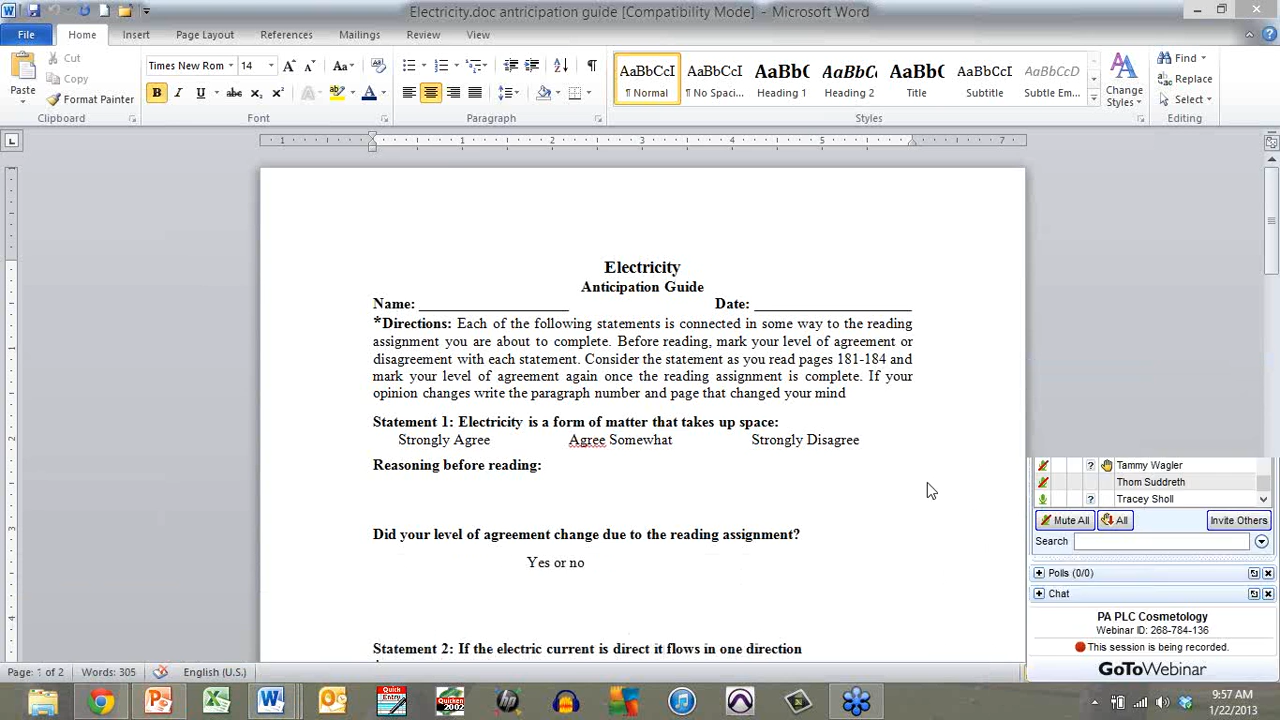 Electricity.doc anticipation guide [Compatibility Mode] - Microsoft Word
File Home Insert Page Layout References Mailings Review View
Cut
Copy
Format Painter
Paste
Clipboard
Times New Rom 14
Font
Paragraph
AaBbCcI AaBbCcI AaBbC AaBbCc AaBbC AaBbCcI AaBbCcD
¶ Normal ¶ No Spaci... Heading 1 Heading 2 Title Subtitle Subtle Em...
Styles
Change Styles
Find
Replace
Select
Editing
Electricity
Anticipation Guide
Name: ____________________ Date: ____________________
*Directions: Each of the following statements is connected in some way to the reading
assignment you are about to complete. Before reading, mark your level of agreement or
disagreement with each statement. Consider the statement as you read pages 181-184 and
mark your level of agreement again once the reading assignment is complete. If your
opinion changes write the paragraph number and page that changed your mind
Statement 1: Electricity is a form of matter that takes up space:
Strongly Agree Agree Somewhat Strongly Disagree
Reasoning before reading:
Did your level of agreement change due to the reading assignment?
Yes or no
Statement 2: If the electric current is direct it flows in one direction
Tammy Wagler
Thom Suddreth
Tracey Sholl
Mute All All Invite Others
Search
Polls (0/0)
Chat
PA PLC Cosmetology
Webinar ID: 268-784-136
This session is being recorded.
GoToWebinar
Page: 1 of 2 Words: 305 English (U.S.)
9:57 AM
1/22/2013